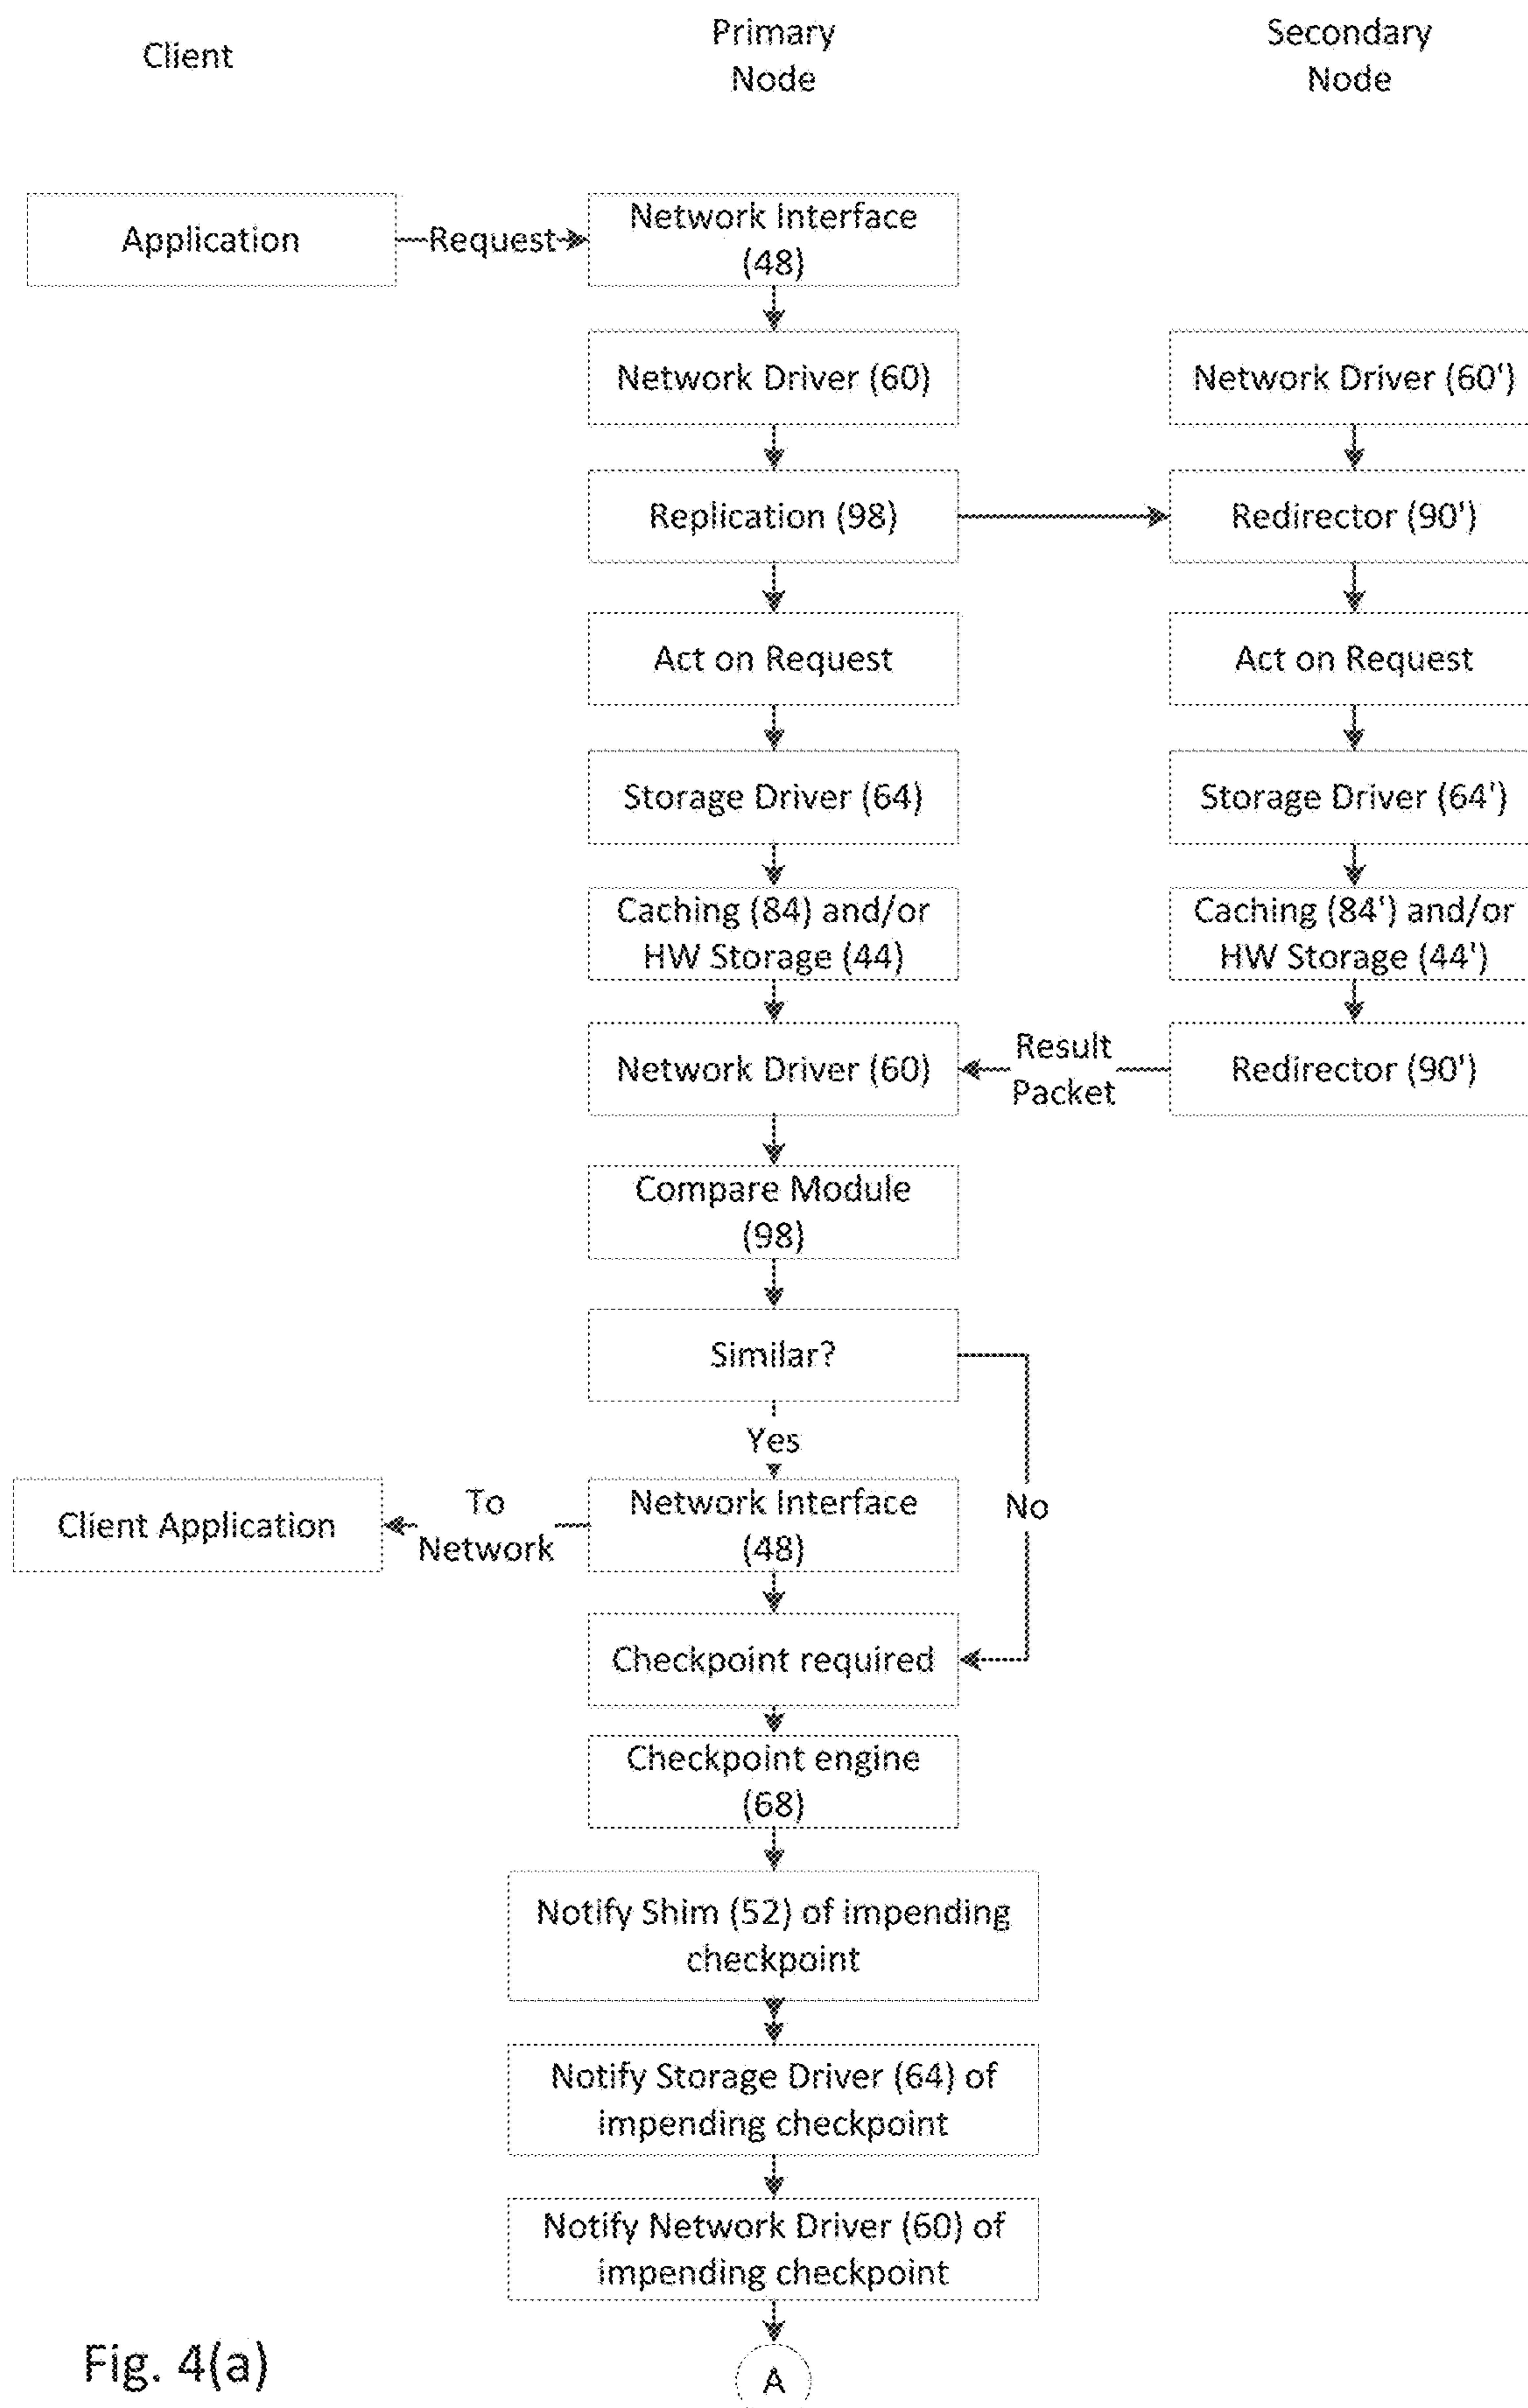 Client
Primary
Node
Secondary
Node
Application
Request
Network Interface
(48)
Network Driver (60)
Network Driver (60')
Replication (98)
Redirector (90')
Act on Request
Act on Request
Storage Driver (64)
Storage Driver (64')
Caching (84) and/or
HW Storage (44)
Caching (84') and/or
HW Storage (44')
Network Driver (60)
Result
Packet
Redirector (90')
Compare Module
(98)
Similar?
Yes
No
Client Application
To
Network
Network Interface
(48)
Checkpoint required
Checkpoint engine
(68)
Notify Shim (52) of impending
checkpoint
Notify Storage Driver (64) of
impending checkpoint
Notify Network Driver (60) of
impending checkpoint
A
Fig. 4(a)